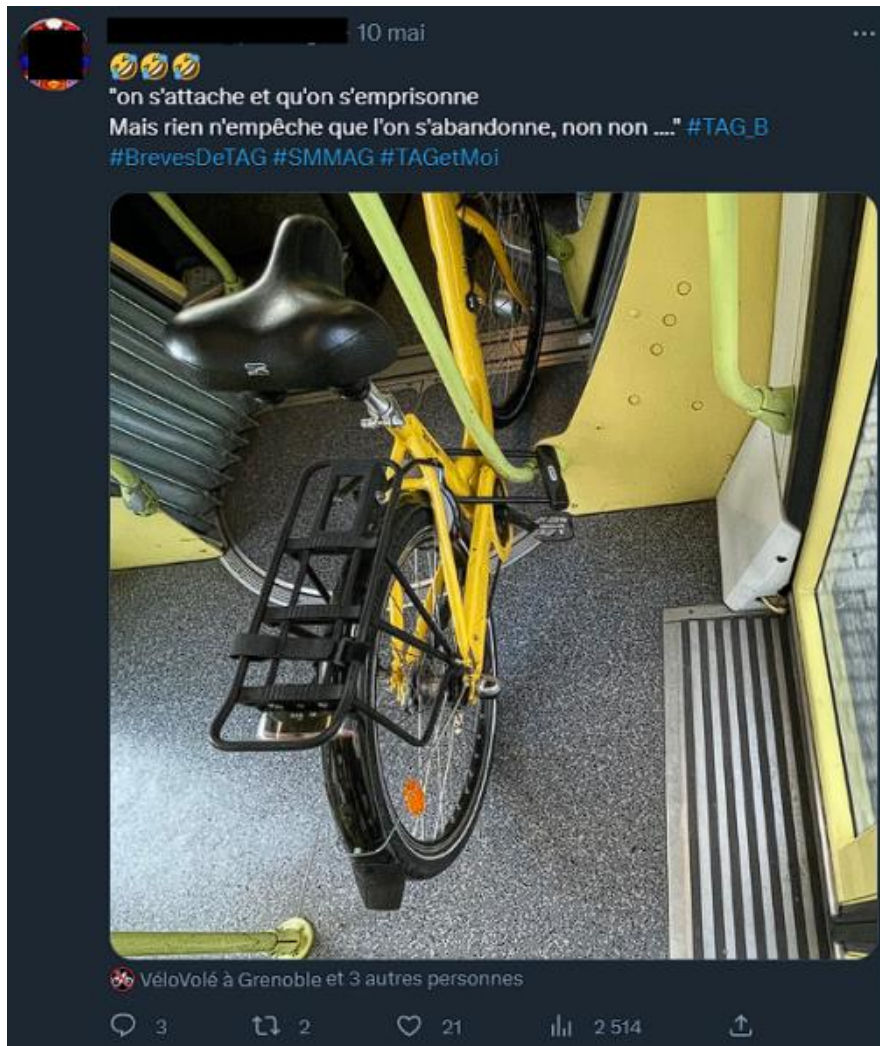 10 mai
🤣🤣🤣
"on s'attache et qu'on s'emprisonne
Mais rien n'empêche que l'on s'abandonne, non non ...." #TAG_B
#BrevesDeTAG #SMMAG #TAGetMoi
VéloVolé à Grenoble et 3 autres personnes
3 2 21 2 514